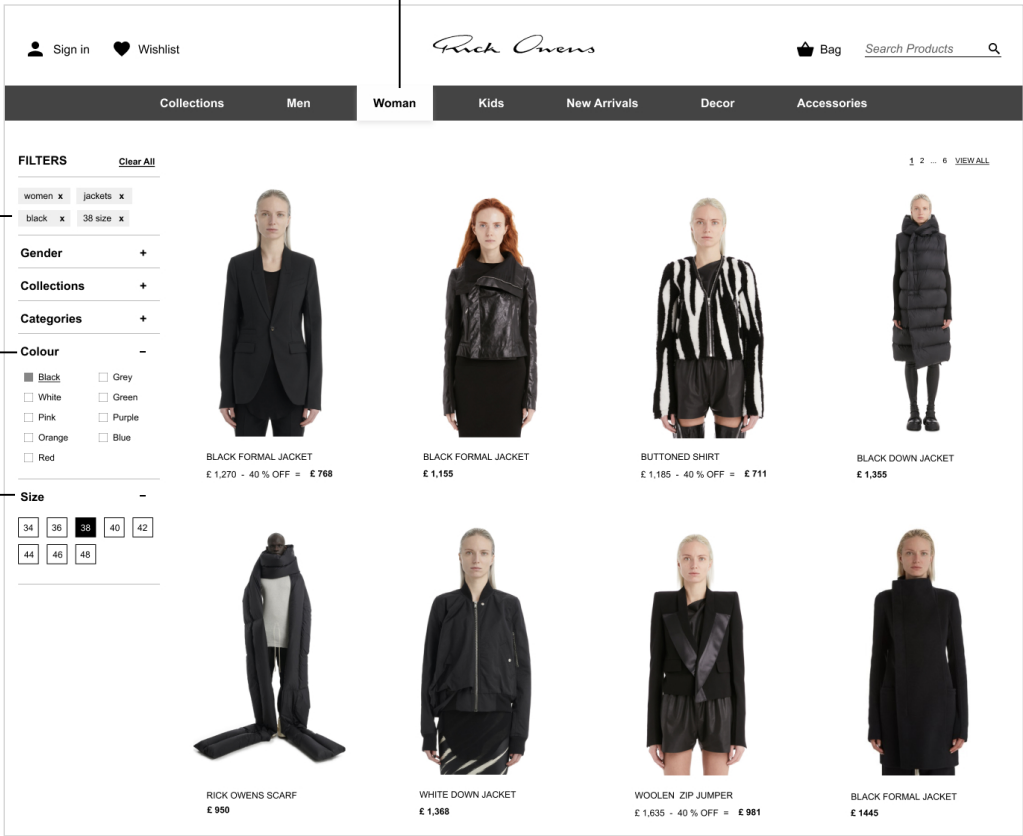 Sign in
Wishlist
Rick Owens
Bag
Search Products
Collections Men Woman Kids New Arrivals Decor Accessories
FILTERS Clear All
1 2 ... 6 VIEW ALL
women x jackets x
black x 38 size x
Gender +
Collections +
Categories +
Colour –
Black Grey
White Green
Pink Purple
Orange Blue
Red
Size –
34 36 38 40 42
44 46 48
BLACK FORMAL JACKET
£ 1,270 - 40 % OFF = £ 768
BLACK FORMAL JACKET
£ 1,155
BUTTONED SHIRT
£ 1,185 - 40 % OFF = £ 711
BLACK DOWN JACKET
£ 1,355
RICK OWENS SCARF
£ 950
WHITE DOWN JACKET
£ 1,368
WOOLEN ZIP JUMPER
£ 1,635 - 40 % OFF = £ 981
BLACK FORMAL JACKET
£ 1445